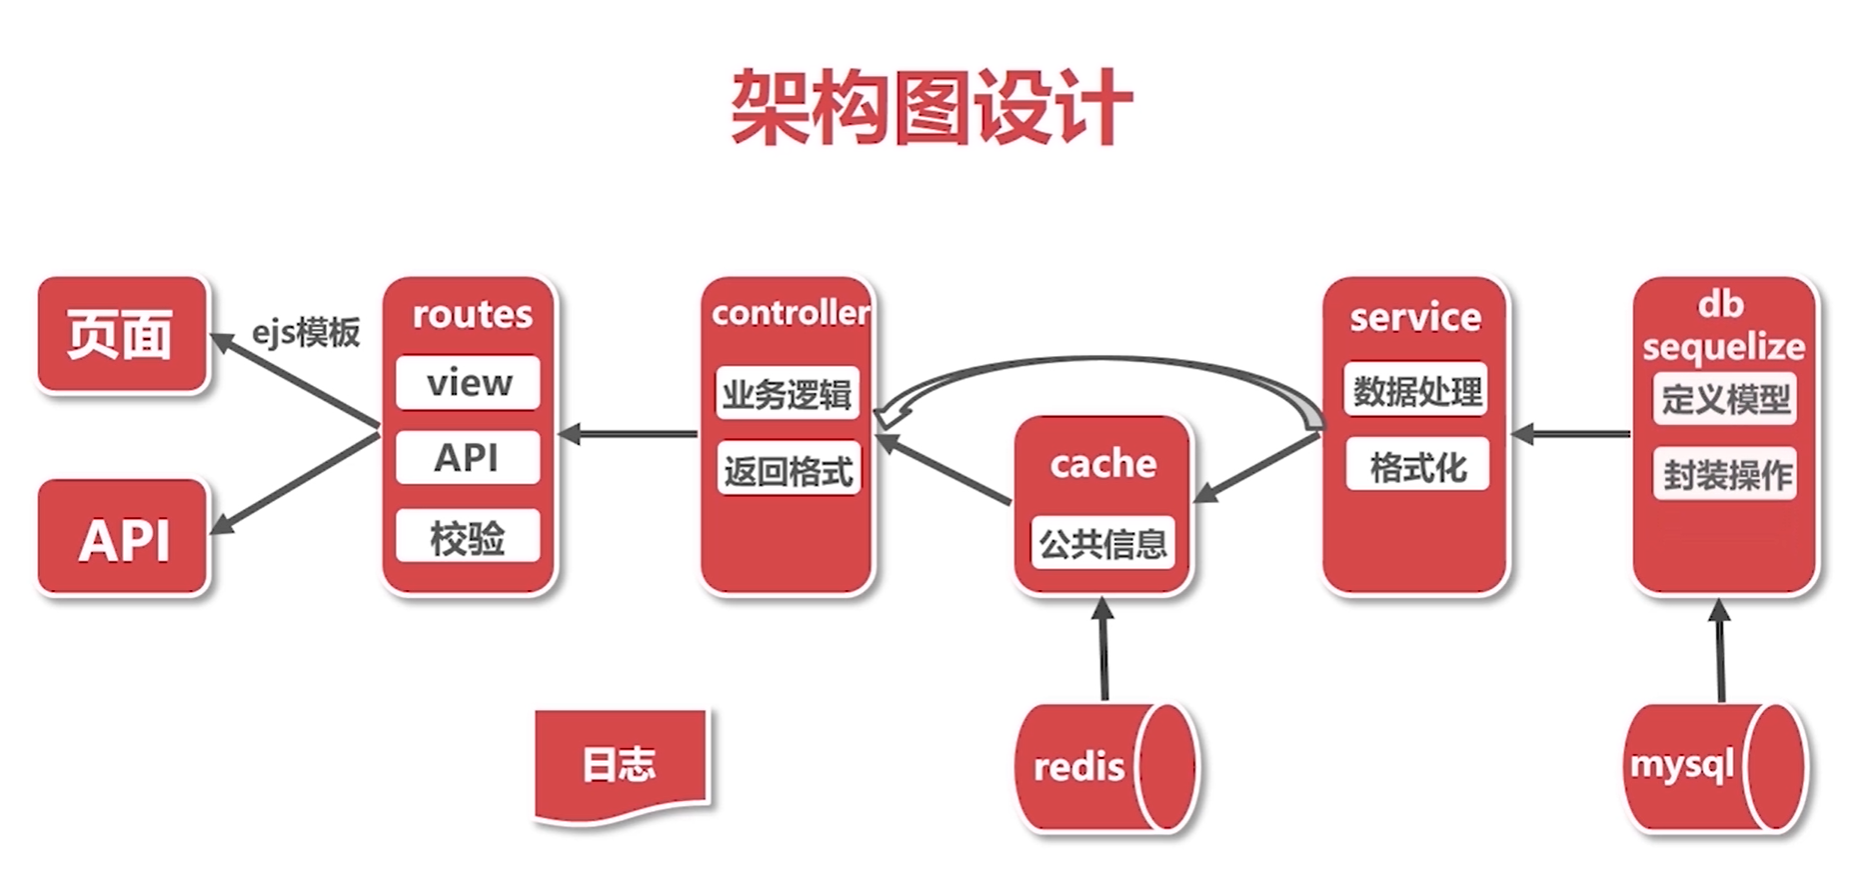 架构图设计
页面
API
ejs模板
routes
view
API
校验
controller
业务逻辑
返回格式
cache
公共信息
service
数据处理
格式化
db
sequelize
定义模型
封装操作
日志
redis
mysql